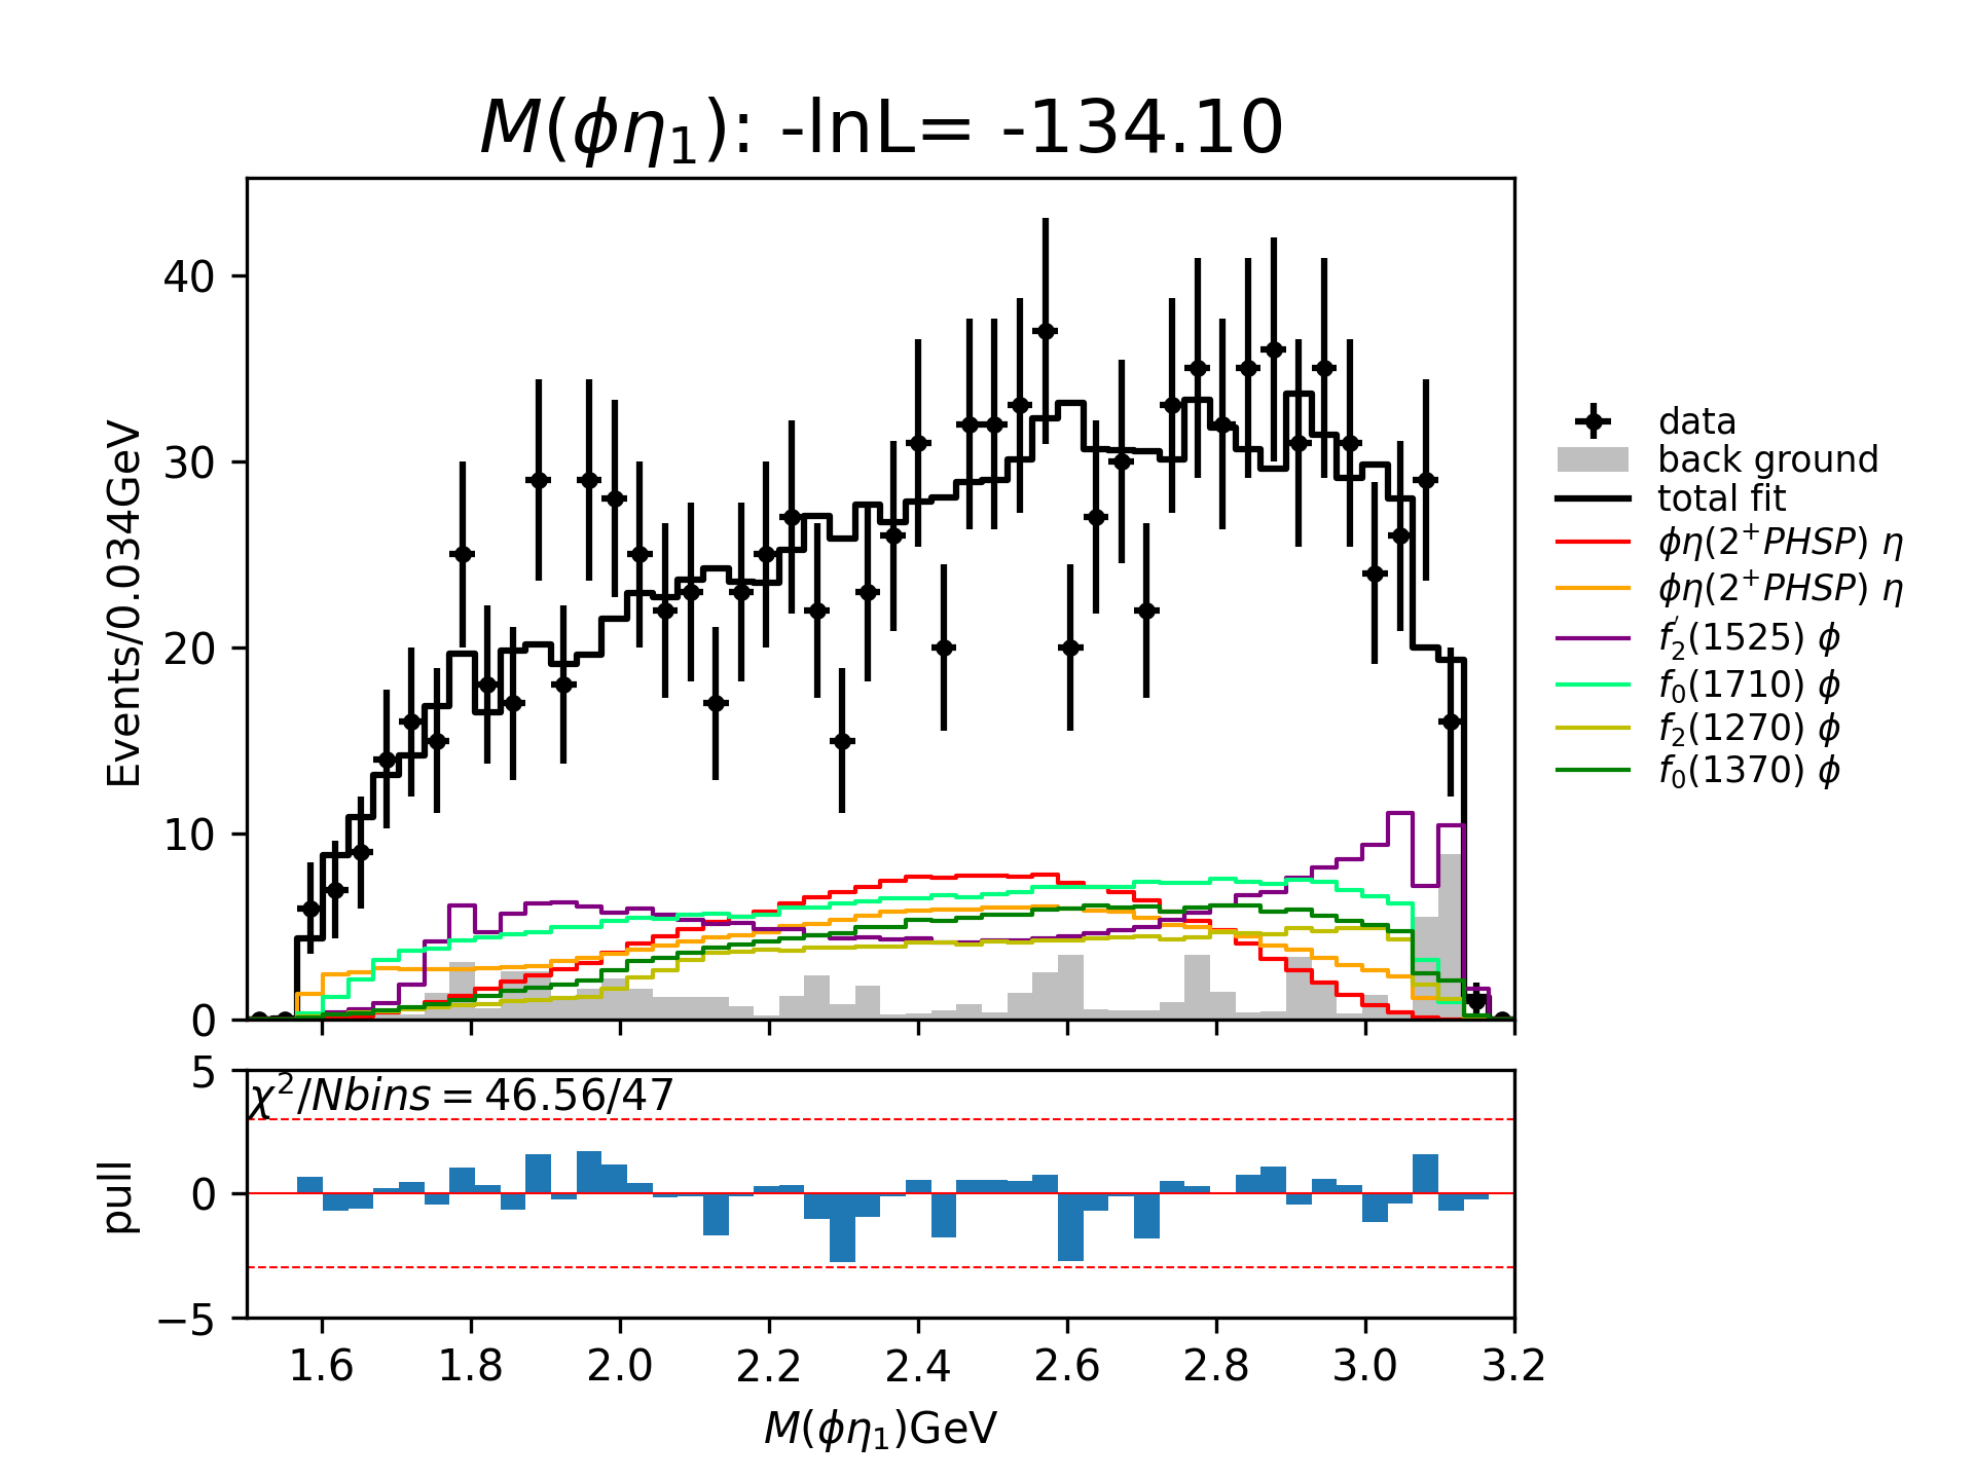 M(ϕη₁): -lnL= -134.10
Events/0.034GeV
40
30
20
10
0
data
back ground
total fit
ϕη(2⁺PHSP) η
ϕη(2⁺PHSP) η
f₂′(1525) ϕ
f₀(1710) ϕ
f₂(1270) ϕ
f₀(1370) ϕ
χ²/Nbins = 46.56/47
pull
5
0
−5
1.6 1.8 2.0 2.2 2.4 2.6 2.8 3.0 3.2
M(ϕη₁)GeV